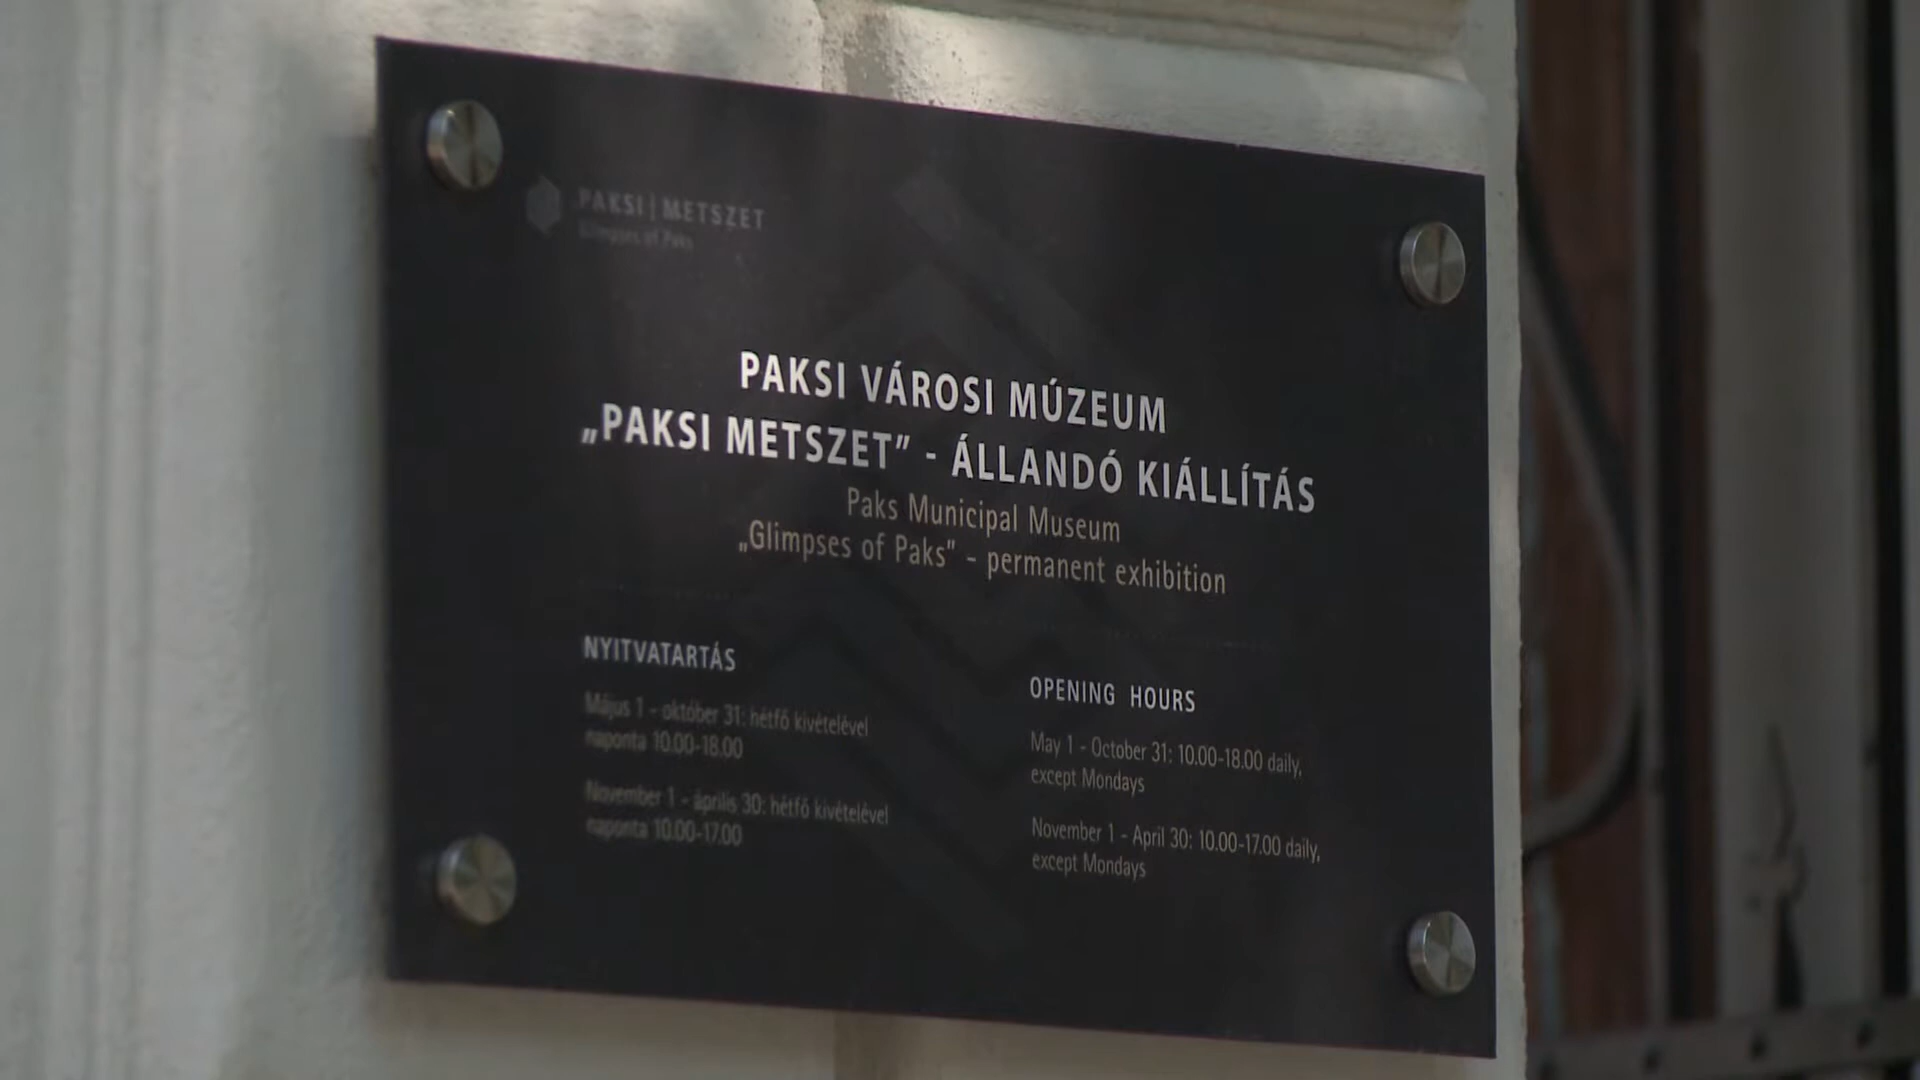 PAKSI | METSZET
Glimpses of Paks
PAKSI VÁROSI MÚZEUM
„PAKSI METSZET” - ÁLLANDÓ KIÁLLÍTÁS
Paks Municipal Museum
„Glimpses of Paks” – permanent exhibition
NYITVATARTÁS
Május 1 - október 31: hétfő kivételével
naponta 10.00-18.00
November 1 - április 30: hétfő kivételével
naponta 10.00-17.00
OPENING HOURS
May 1 - October 31: 10.00-18.00 daily,
except Mondays
November 1 - April 30: 10.00-17.00 daily,
except Mondays